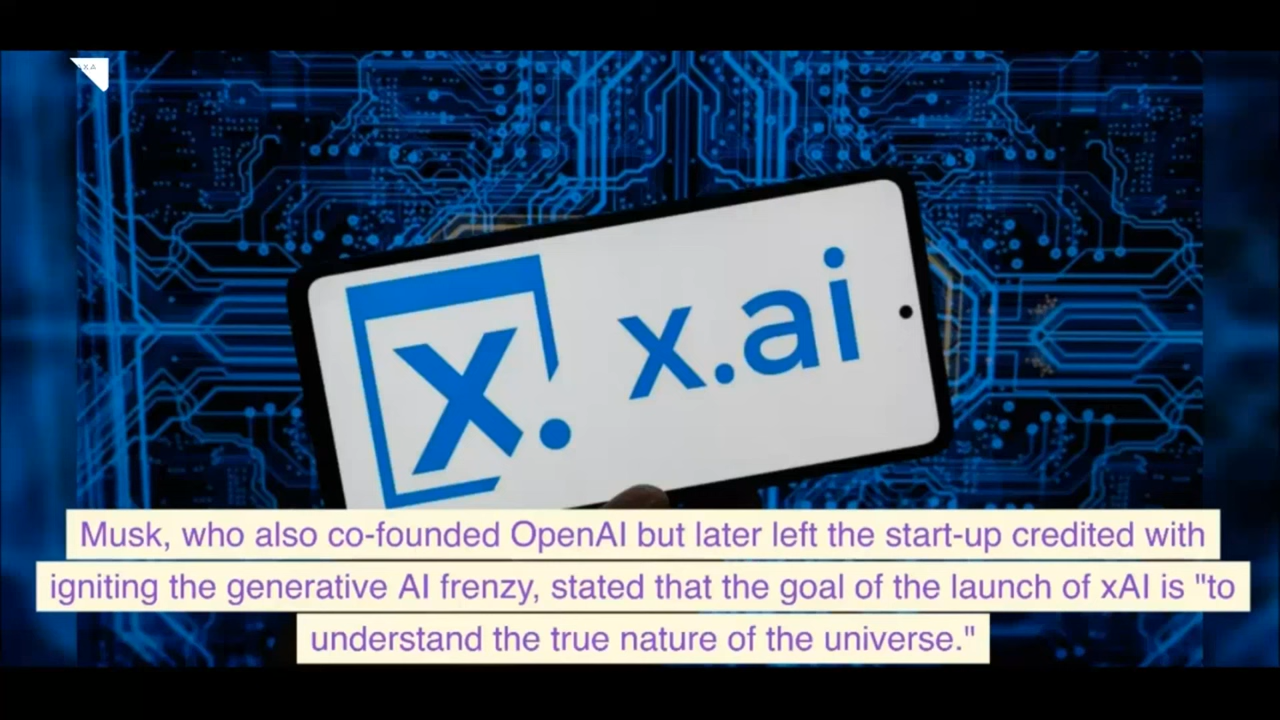 x.
x.ai
Musk, who also co-founded OpenAI but later left the start-up credited with
igniting the generative AI frenzy, stated that the goal of the launch of xAI is "to
understand the true nature of the universe."